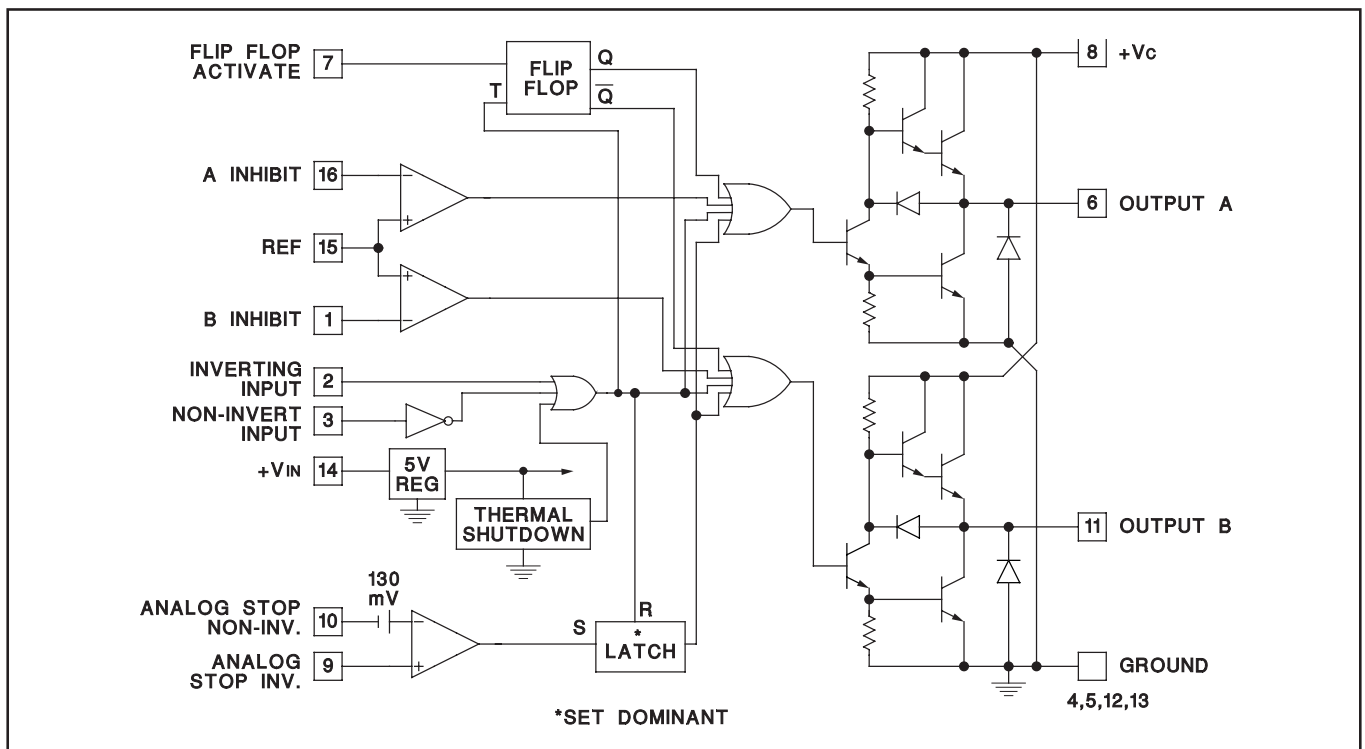 FLIP FLOP
ACTIVATE
7
FLIP
FLOP
T
Q
Q̅
8
+VC
A INHIBIT
16
−
+
6
OUTPUT A
REF
15
+
−
B INHIBIT
1
INVERTING
INPUT
2
NON-INVERT
INPUT
3
+VIN
14
5V
REG
THERMAL
SHUTDOWN
11
OUTPUT B
130
mV
ANALOG STOP
NON-INV.
10
−
+
ANALOG
STOP INV.
9
S
R
*
LATCH
GROUND
4,5,12,13
*SET DOMINANT